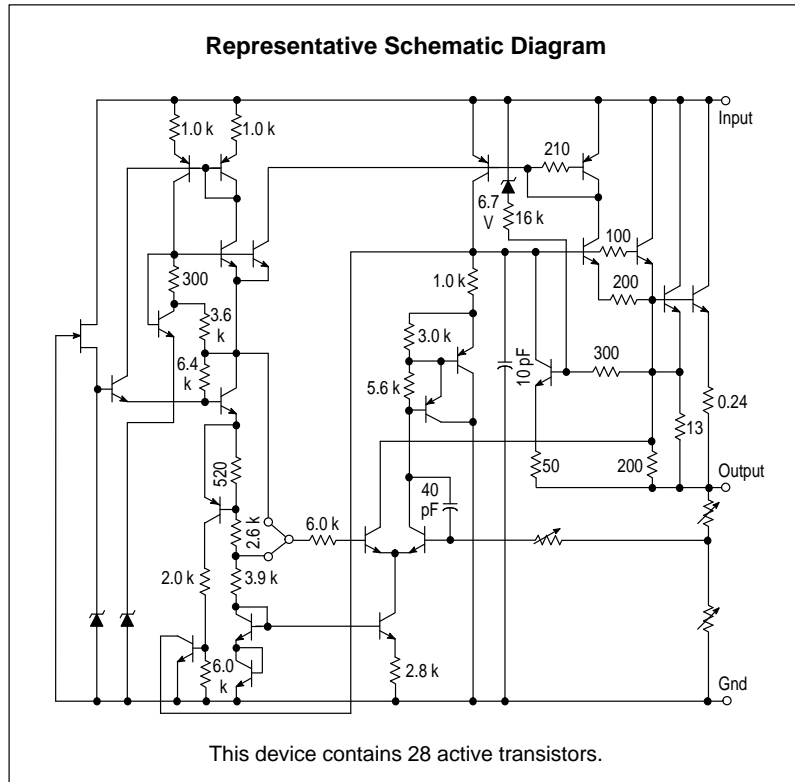 Representative Schematic Diagram
Input
1.0 k
1.0 k
210
6.7
V
16 k
100
300
1.0 k
200
3.6
k
3.0 k
6.4
k
5.6 k
10 pF
300
0.24
13
520
50
200
Output
40
pF
2.6 k
6.0 k
2.0 k
3.9 k
6.0
k
2.8 k
Gnd
This device contains 28 active transistors.